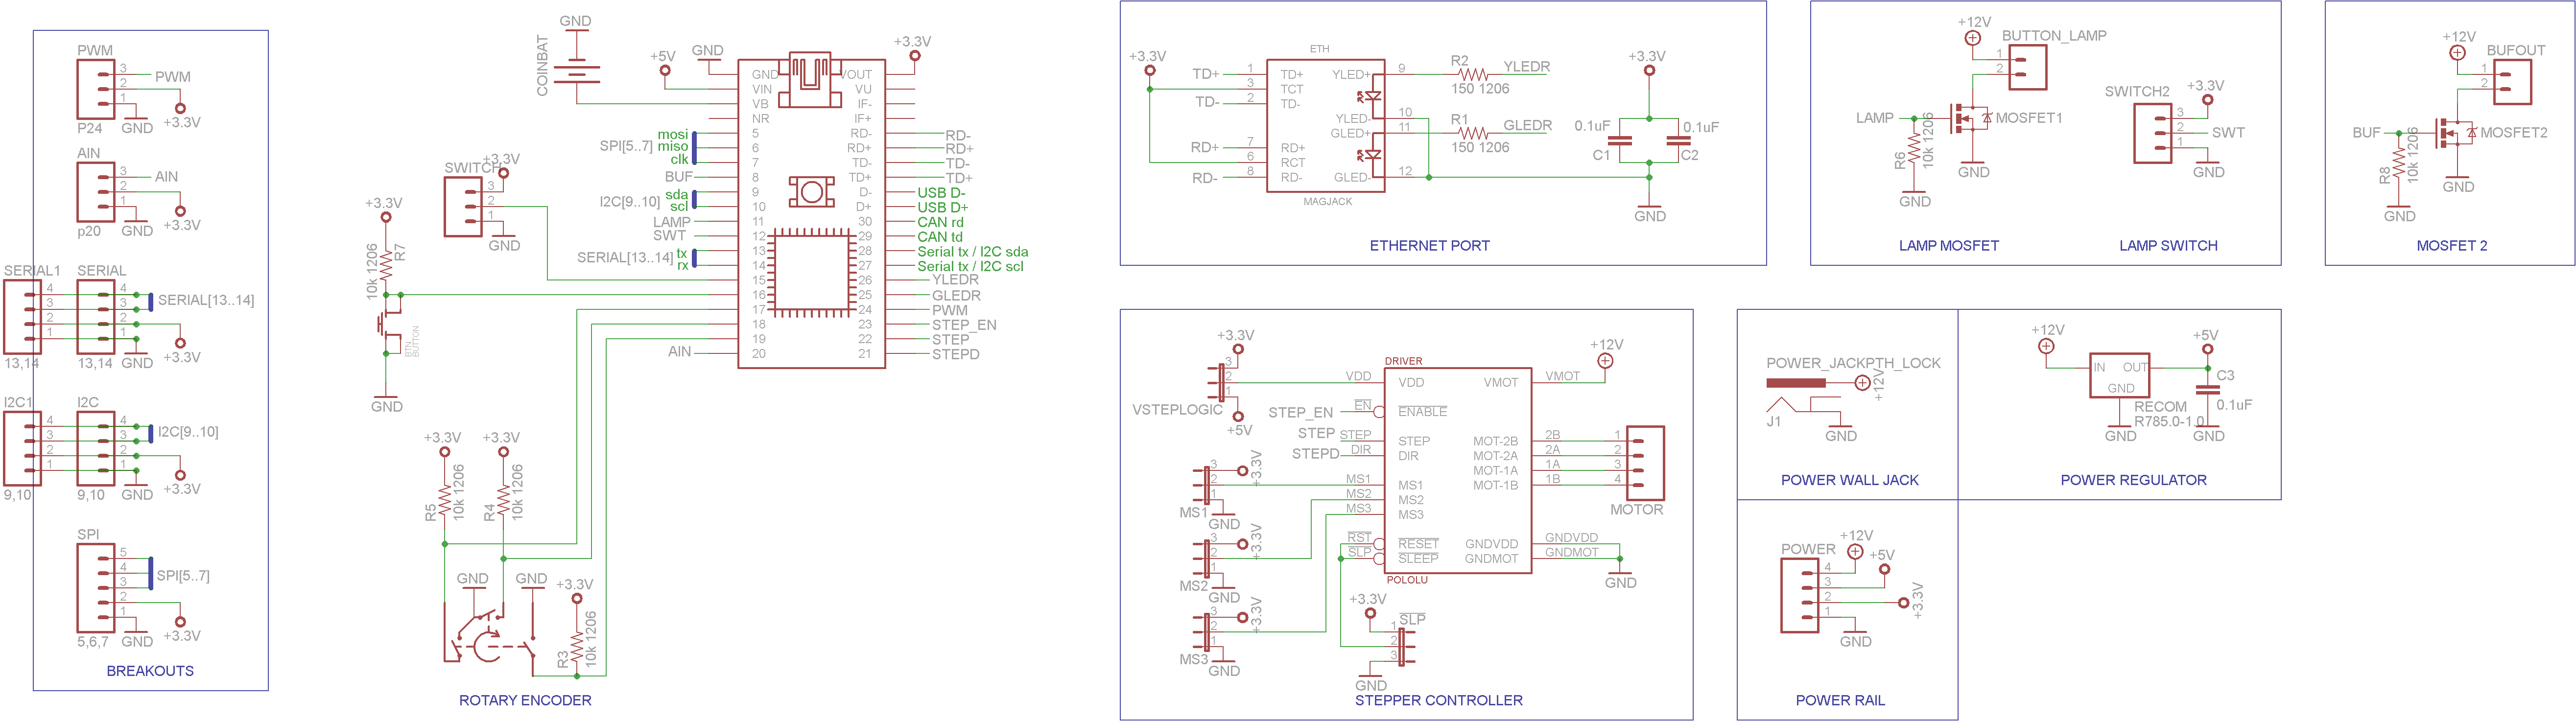 PWM
3
2
1
PWM
P24
GND
+3.3V
AIN
3
2
1
AIN
p20
GND
+3.3V
SERIAL1
SERIAL
4
3
2
1
4
3
2
1
SERIAL[13..14]
13,14
13,14
GND
+3.3V
I2C1
I2C
4
3
2
1
4
3
2
1
I2C[9..10]
9,10
9,10
GND
+3.3V
SPI
5
4
3
2
1
SPI[5..7]
5,6,7
GND
+3.3V
BREAKOUTS
GND
COINBAT
+5V
GND
+3.3V
GND
VIN
VB
NR
5
6
7
8
9
10
11
12
13
14
15
16
17
18
19
20
VOUT
VU
IF-
IF+
RD-
RD+
TD-
TD+
D-
D+
30
29
28
27
26
25
24
23
22
21
SPI[5..7]
mosi
miso
clk
BUF
I2C[9..10]
sda
scl
LAMP
SWT
SERIAL[13..14]
tx
rx
AIN
RD-
RD+
TD-
TD+
USB D-
USB D+
CAN rd
CAN td
Serial tx / I2C sda
Serial tx / I2C scl
YLEDR
GLEDR
PWM
STEP_EN
STEP
STEPD
SWITCH
+3.3V
3
2
1
GND
+3.3V
R7
10k 1206
BTN
BUTTON
GND
+3.3V
+3.3V
R5
10k 1206
R4
10k 1206
GND
GND
+3.3V
R3
10k 1206
ROTARY ENCODER
+3.3V
ETH
TD+
TD-
RD+
RD-
1
3
2
7
6
8
TD+
TCT
TD-
RD+
RCT
RD-
YLED+
YLED-
GLED+
GLED-
9
10
11
12
MAGJACK
R2
150 1206
YLEDR
R1
150 1206
GLEDR
+3.3V
0.1uF
C1
0.1uF
C2
GND
ETHERNET PORT
+12V
BUTTON_LAMP
1
2
LAMP
MOSFET1
R6
10k 1206
GND
GND
LAMP MOSFET
SWITCH2
+3.3V
3
2
1
SWT
GND
LAMP SWITCH
+12V
BUFOUT
1
2
BUF
MOSFET2
R8
10k 1206
GND
GND
MOSFET 2
+3.3V
3
2
1
VSTEPLOGIC
+5V
STEP_EN
STEP
STEPD
VDD
EN
STEP
DIR
MS1
MS2
MS3
RST
SLP
DRIVER
VDD
ENABLE
STEP
DIR
MS1
MS2
MS3
RESET
SLEEP
VMOT
MOT-2B
MOT-2A
MOT-1A
MOT-1B
GNDVDD
GNDMOT
POLOLU
VMOT
+12V
2B
2A
1A
1B
1
2
3
4
MOTOR
GNDVDD
GNDMOT
GND
MS1
3
2
1
+3.3V
GND
MS2
3
2
1
+3.3V
GND
MS3
3
2
1
+3.3V
GND
+3.3V
SLP
1
2
3
GND
STEPPER CONTROLLER
POWER_JACKPTH_LOCK
+12V
J1
GND
POWER WALL JACK
+12V
IN
OUT
GND
RECOM
R785.0-1.0
GND
+5V
C3
0.1uF
GND
POWER REGULATOR
POWER
+12V
+5V
+3.3V
4
3
2
1
GND
POWER RAIL